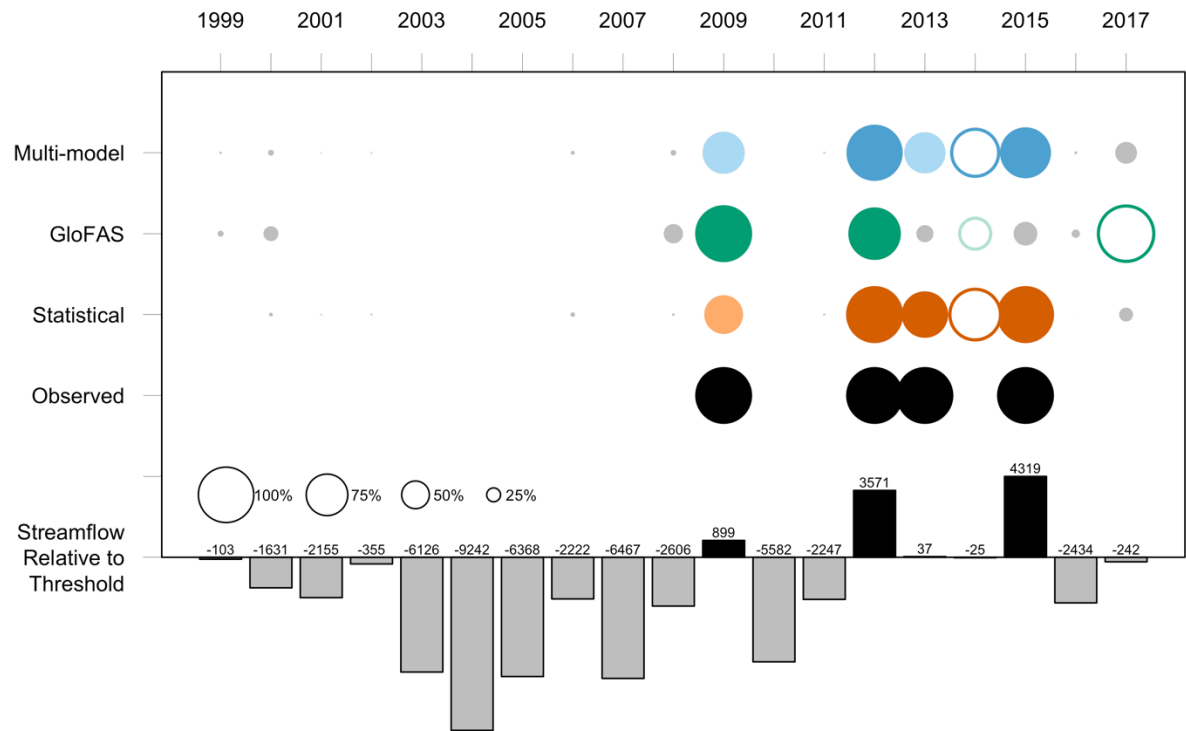 1999 2001 2003 2005 2007 2009 2011 2013 2015 2017
Multi-model
GloFAS
Statistical
Observed
100% 75% 50% 25%
Streamflow
Relative to
Threshold
-103 -1631 -2155 -355 -6126 -9242 -6368 -2222 -6467 -2606 899 -5582 -2247 3571 37 -25 4319 -2434 -242